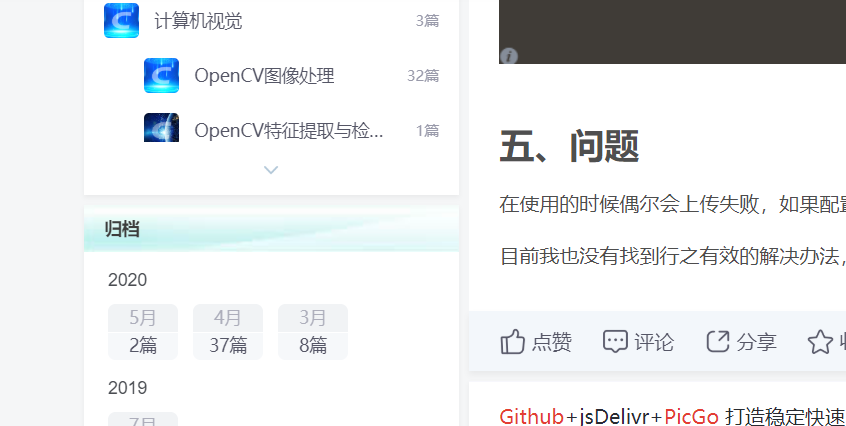 计算机视觉 3篇
OpenCV图像处理 32篇
OpenCV特征提取与检... 1篇
归档
2020
5月 4月 3月
2篇 37篇 8篇
2019
7月
五、问题
在使用的时候偶尔会上传失败，如果配置
目前我也没有找到行之有效的解决办法，
点赞 评论 分享
Github+jsDelivr+PicGo 打造稳定快速